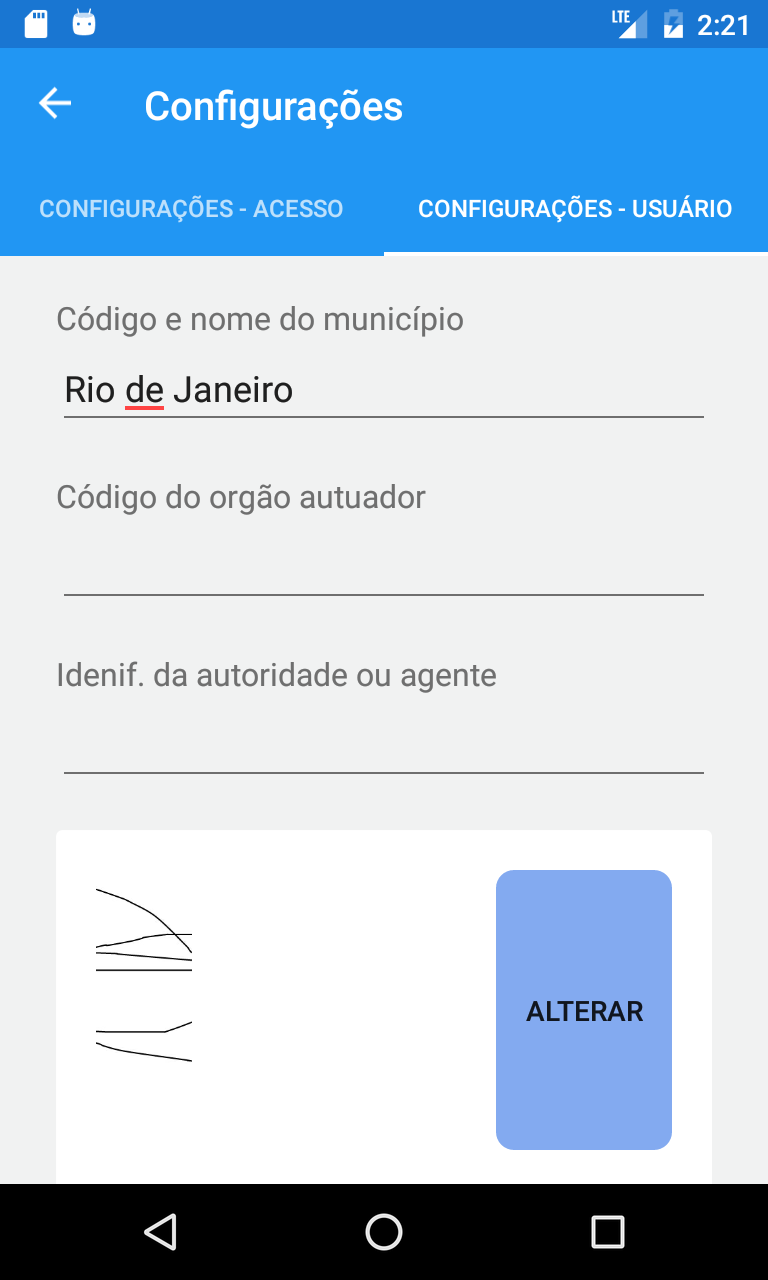 LTE 2:21
Configurações
CONFIGURAÇÕES - ACESSO CONFIGURAÇÕES - USUÁRIO
Código e nome do município
Rio de Janeiro
Código do orgão autuador
Idenif. da autoridade ou agente
ALTERAR